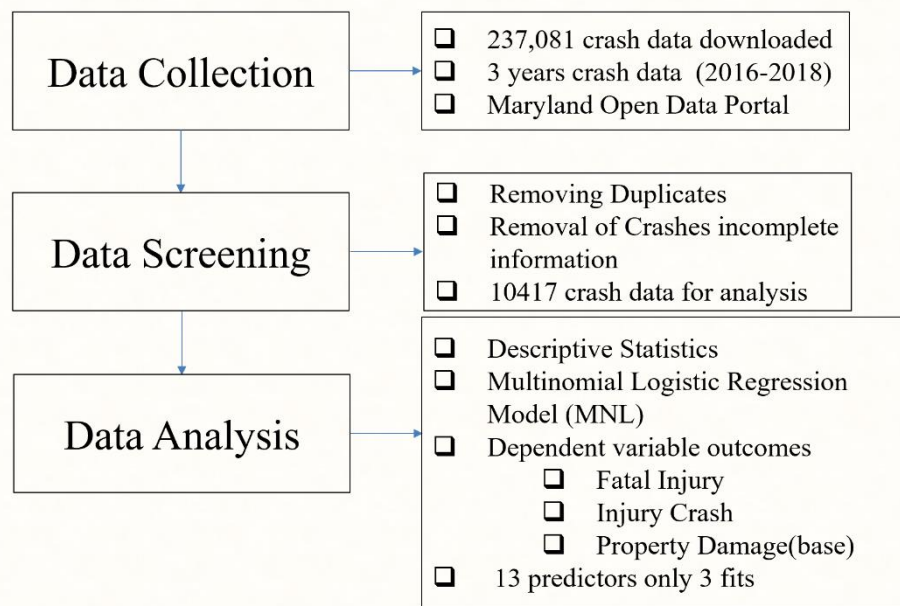 Data Collection
237,081 crash data downloaded
3 years crash data (2016-2018)
Maryland Open Data Portal
Data Screening
Removing Duplicates
Removal of Crashes incomplete
information
10417 crash data for analysis
Data Analysis
Descriptive Statistics
Multinomial Logistic Regression
Model (MNL)
Dependent variable outcomes
Fatal Injury
Injury Crash
Property Damage(base)
13 predictors only 3 fits